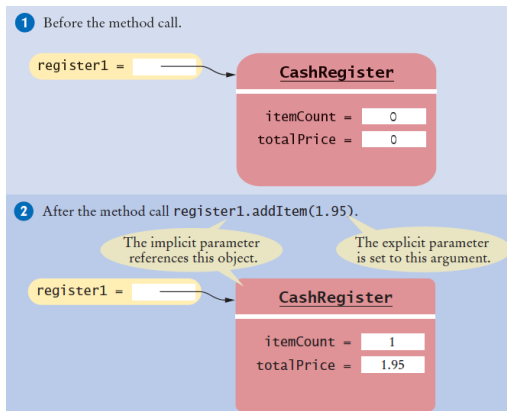 1 Before the method call.
register1 =
CashRegister
itemCount = 0
totalPrice = 0
2 After the method call register1.addItem(1.95).
The implicit parameter
references this object.
The explicit parameter
is set to this argument.
register1 =
CashRegister
itemCount = 1
totalPrice = 1.95